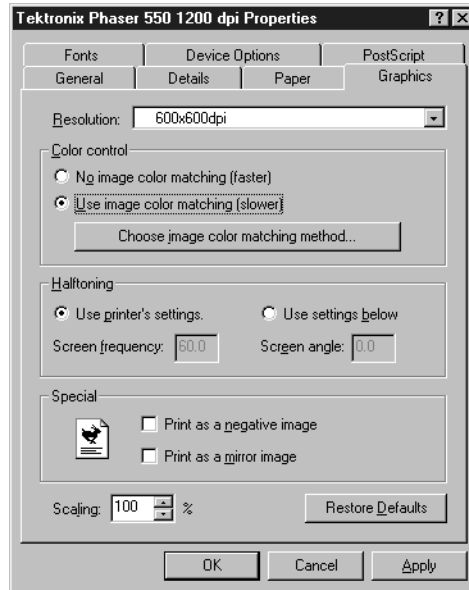 Tektronix Phaser 550 1200 dpi Properties
Fonts Device Options PostScript
General Details Paper Graphics
Resolution: 600x600dpi
Color control
No image color matching (faster)
Use image color matching (slower)
Choose image color matching method...
Halftoning
Use printer's settings. Use settings below
Screen frequency: 60.0 Screen angle: 0.0
Special
Print as a negative image
Print as a mirror image
Scaling: 100 % Restore Defaults
OK Cancel Apply